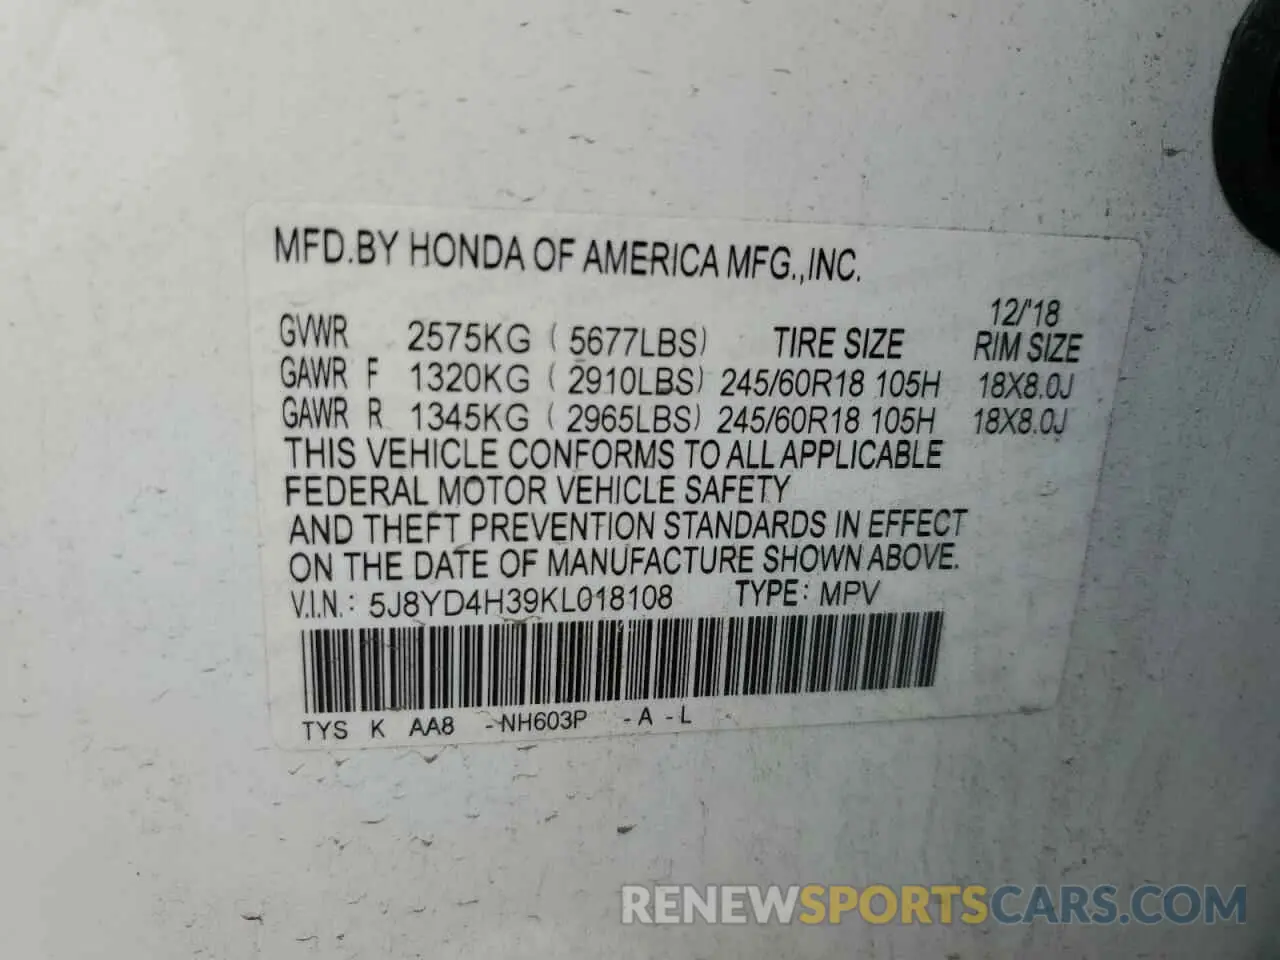 MFD.BY HONDA OF AMERICA MFG.,INC.
12/'18
GVWR 2575KG ( 5677LBS) TIRE SIZE RIM SIZE
GAWR F 1320KG ( 2910LBS) 245/60R18 105H 18X8.0J
GAWR R 1345KG ( 2965LBS) 245/60R18 105H 18X8.0J
THIS VEHICLE CONFORMS TO ALL APPLICABLE
FEDERAL MOTOR VEHICLE SAFETY
AND THEFT PREVENTION STANDARDS IN EFFECT
ON THE DATE OF MANUFACTURE SHOWN ABOVE.
V.I.N.: 5J8YD4H39KL018108 TYPE: MPV
TYS K AA8 -NH603P -A -L
RENEWSPORTSCARS.COM